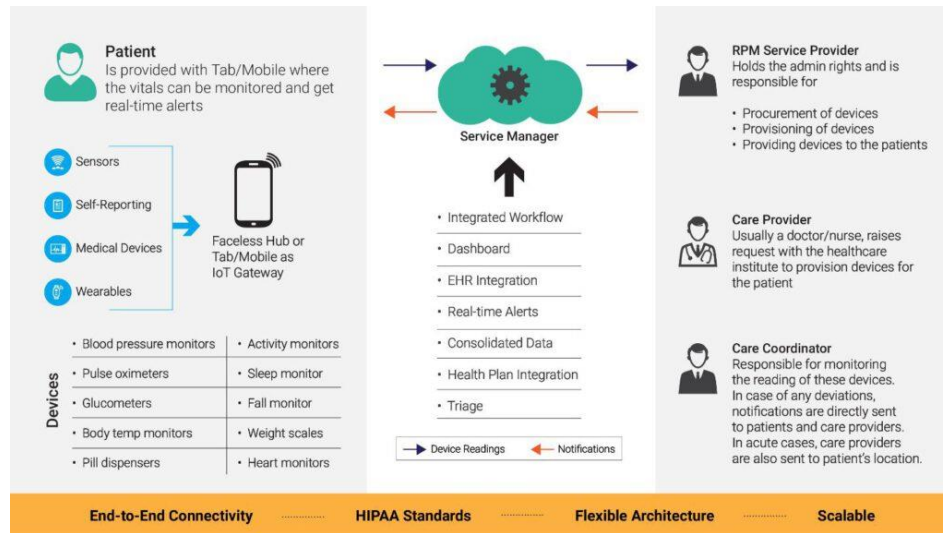 Patient
Is provided with Tab/Mobile where
the vitals can be monitored and get
real-time alerts
Sensors
Self-Reporting
Medical Devices
Wearables
Faceless Hub or
Tab/Mobile as
IoT Gateway
Devices
• Blood pressure monitors
• Activity monitors
• Pulse oximeters
• Sleep monitor
• Glucometers
• Fall monitor
• Body temp monitors
• Weight scales
• Pill dispensers
• Heart monitors
Service Manager
• Integrated Workflow
• Dashboard
• EHR Integration
• Real-time Alerts
• Consolidated Data
• Health Plan Integration
• Triage
Device Readings
Notifications
RPM Service Provider
Holds the admin rights and is
responsible for
• Procurement of devices
• Provisioning of devices
• Providing devices to the patients
Care Provider
Usually a doctor/nurse, raises
request with the healthcare
institute to provision devices for
the patient
Care Coordinator
Responsible for monitoring
the reading of these devices.
In case of any deviations,
notifications are directly sent
to patients and care providers.
In acute cases, care providers
are also sent to patient's location.
End-to-End Connectivity ............... HIPAA Standards ............... Flexible Architecture ............... Scalable